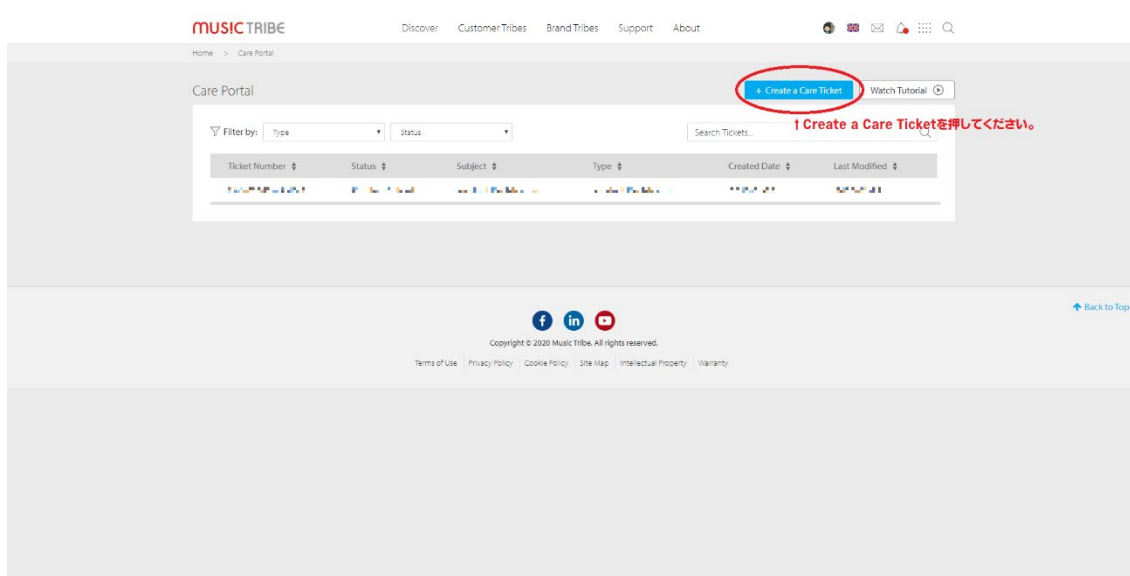 MUSIC TRIBE
Discover Customer Tribes Brand Tribes Support About
Home > Care Portal
Care Portal
+ Create a Care Ticket
Watch Tutorial
↑Create a Care Ticketを押してください。
Filter by: Type Status Search Tickets...
Ticket Number Status Subject Type Created Date Last Modified
Back to Top
Copyright © 2020 Music Tribe. All rights reserved.
Terms of Use Privacy Policy Cookie Policy Site Map Intellectual Property Warranty